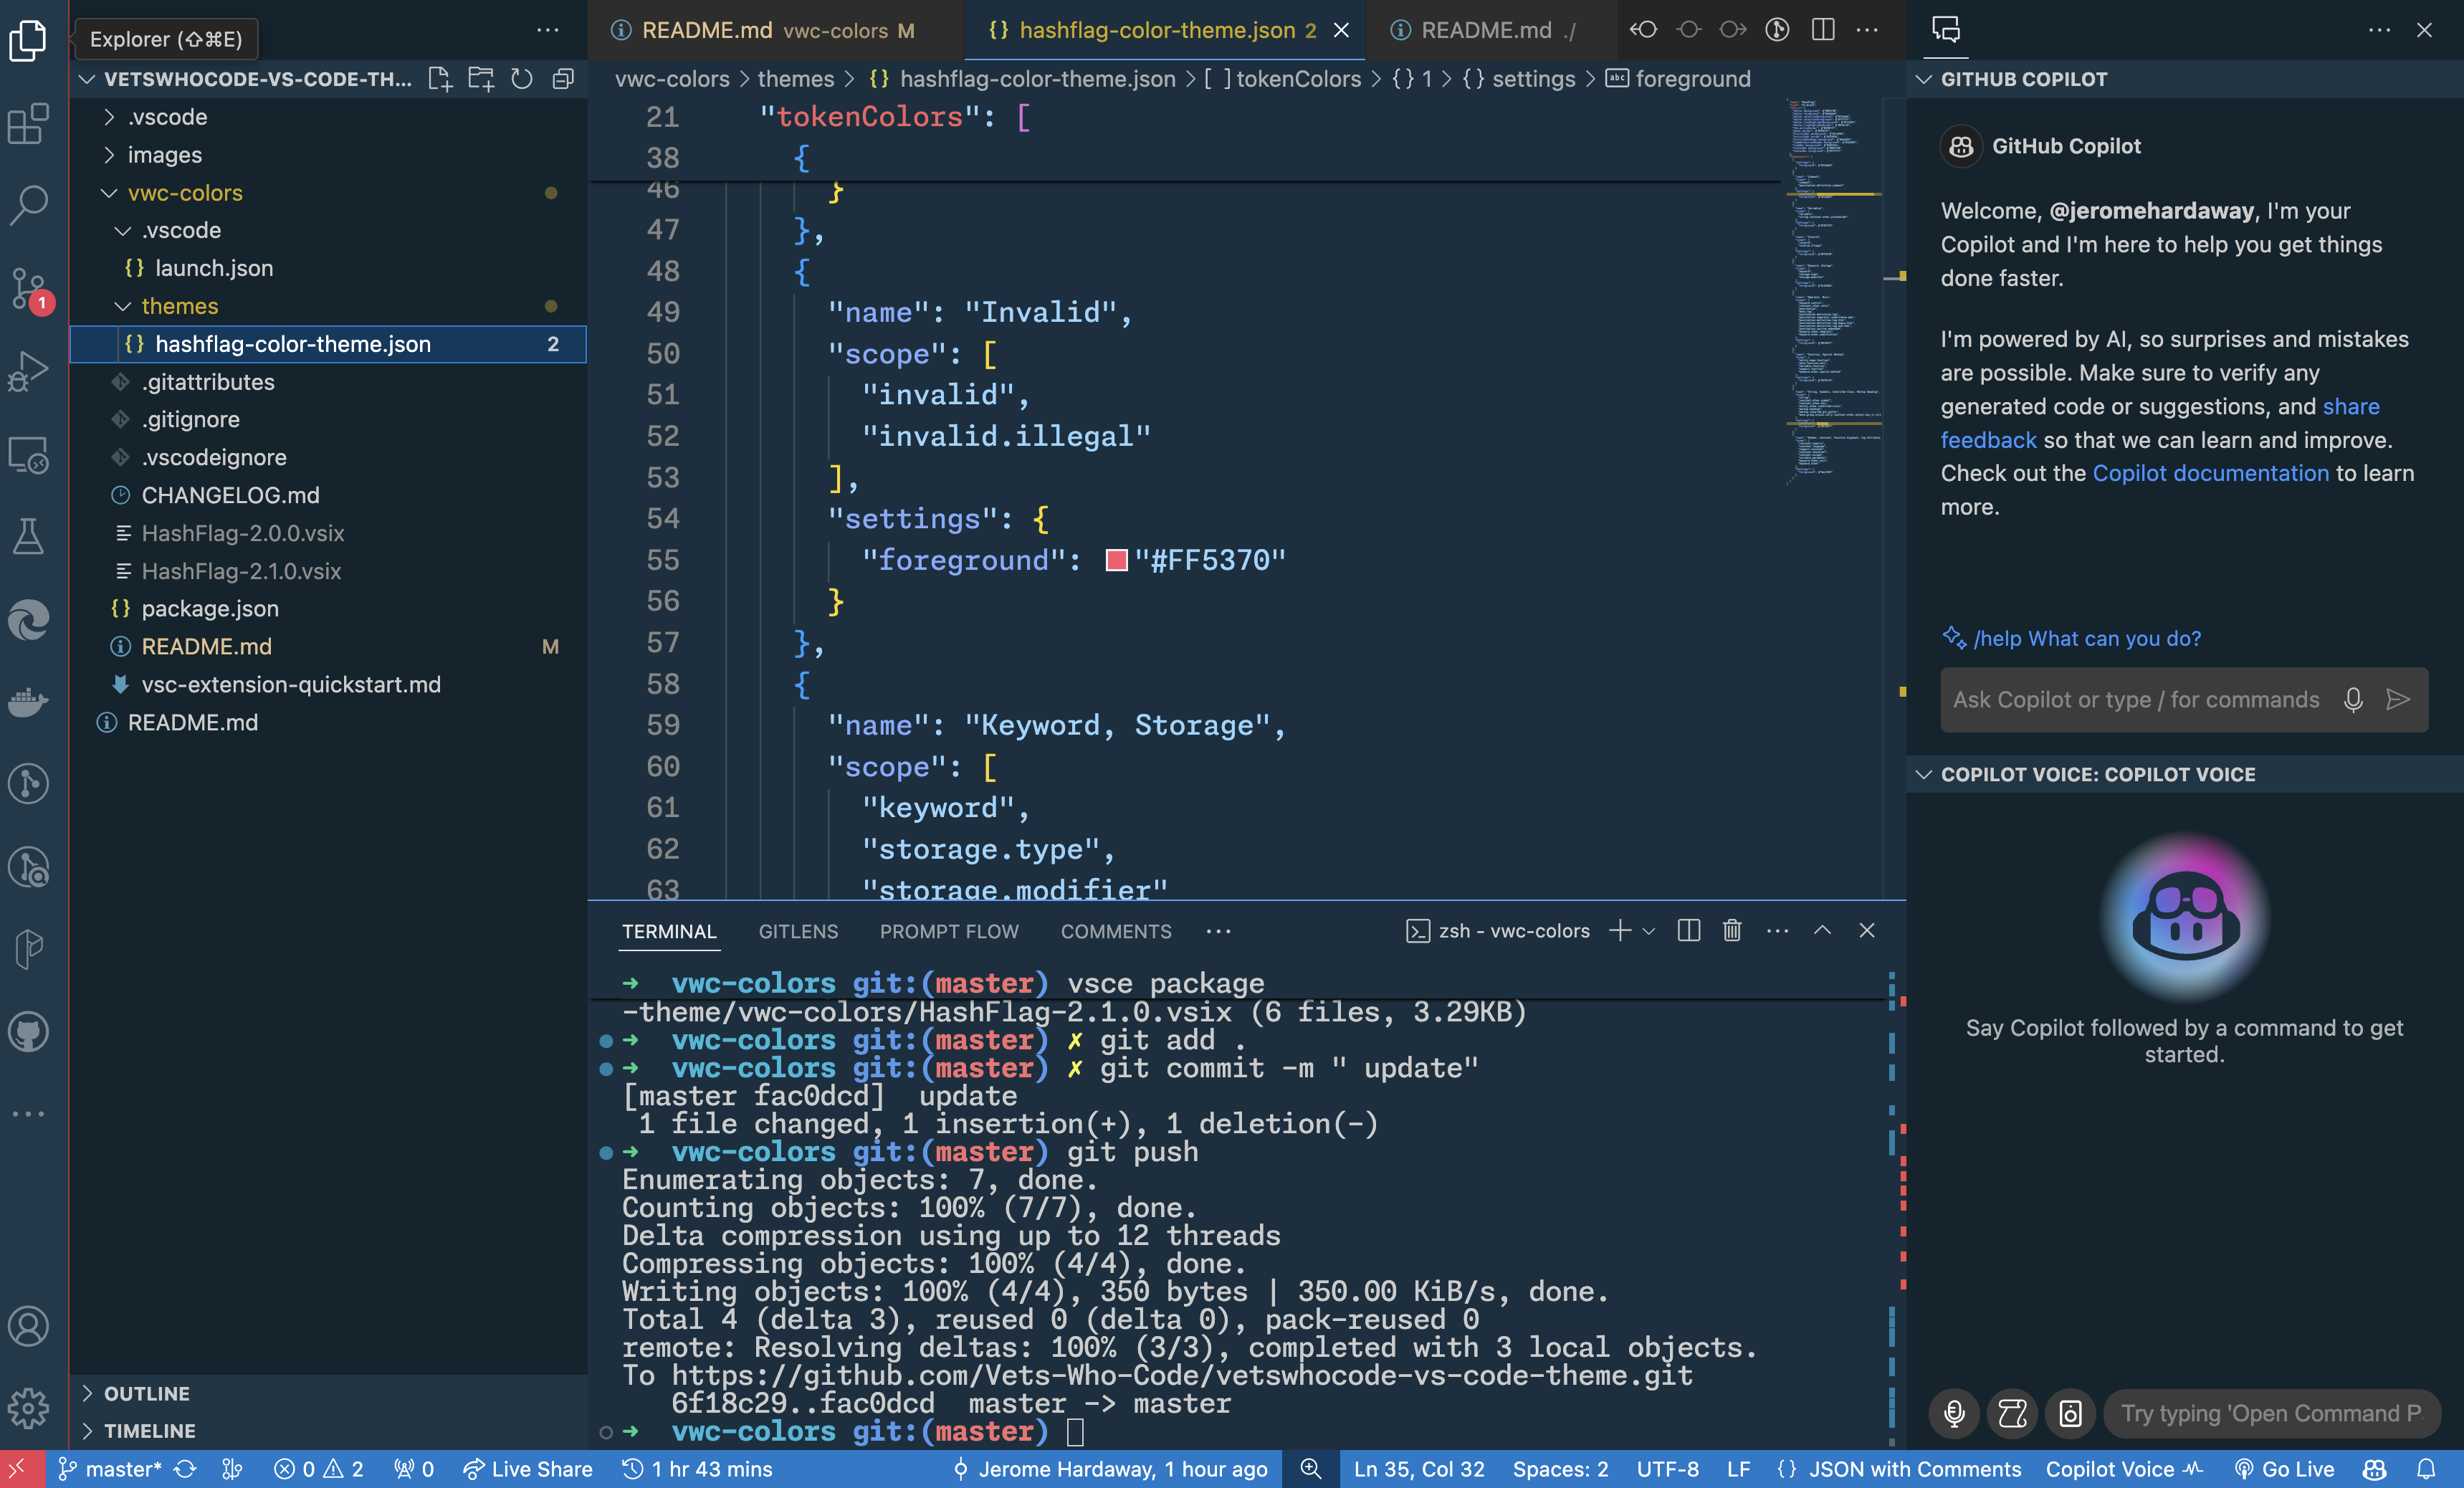 Explorer (⇧⌘E)
VETSWHOCODE-VS-CODE-TH...
.vscode
images
vwc-colors
.vscode
{} launch.json
themes
{} hashflag-color-theme.json 2
.gitattributes
.gitignore
.vscodeignore
CHANGELOG.md
HashFlag-2.0.0.vsix
HashFlag-2.1.0.vsix
{} package.json
README.md M
vsc-extension-quickstart.md
README.md
OUTLINE
TIMELINE
1
README.md vwc-colors M
{} hashflag-color-theme.json 2
README.md ./
vwc-colors > themes > {} hashflag-color-theme.json > [ ] tokenColors > {} 1 > {} settings > abc foreground
21 "tokenColors": [
38 {
46 }
47 },
48 {
49 "name": "Invalid",
50 "scope": [
51 "invalid",
52 "invalid.illegal"
53 ],
54 "settings": {
55 "foreground": "#FF5370"
56 }
57 },
58 {
59 "name": "Keyword, Storage",
60 "scope": [
61 "keyword",
62 "storage.type",
63 "storage.modifier"
TERMINAL GITLENS PROMPT FLOW COMMENTS ... zsh - vwc-colors
➜ vwc-colors git:(master) vsce package
-theme/vwc-colors/HashFlag-2.1.0.vsix (6 files, 3.29KB)
➜ vwc-colors git:(master) ✗ git add .
➜ vwc-colors git:(master) ✗ git commit -m " update"
[master fac0dcd]  update
1 file changed, 1 insertion(+), 1 deletion(-)
➜ vwc-colors git:(master) git push
Enumerating objects: 7, done.
Counting objects: 100% (7/7), done.
Delta compression using up to 12 threads
Compressing objects: 100% (4/4), done.
Writing objects: 100% (4/4), 350 bytes | 350.00 KiB/s, done.
Total 4 (delta 3), reused 0 (delta 0), pack-reused 0
remote: Resolving deltas: 100% (3/3), completed with 3 local objects.
To https://github.com/Vets-Who-Code/vetswhocode-vs-code-theme.git
6f18c29..fac0dcd  master -> master
➜ vwc-colors git:(master)
GITHUB COPILOT
GitHub Copilot
Welcome, @jeromehardaway, I'm your
Copilot and I'm here to help you get things
done faster.
I'm powered by AI, so surprises and mistakes
are possible. Make sure to verify any
generated code or suggestions, and share
feedback so that we can learn and improve.
Check out the Copilot documentation to learn
more.
/help What can you do?
Ask Copilot or type / for commands
COPILOT VOICE: COPILOT VOICE
Say Copilot followed by a command to get
started.
Try typing 'Open Command P
master* 0 2 0 Live Share 1 hr 43 mins Jerome Hardaway, 1 hour ago Ln 35, Col 32 Spaces: 2 UTF-8 LF {} JSON with Comments Copilot Voice Go Live